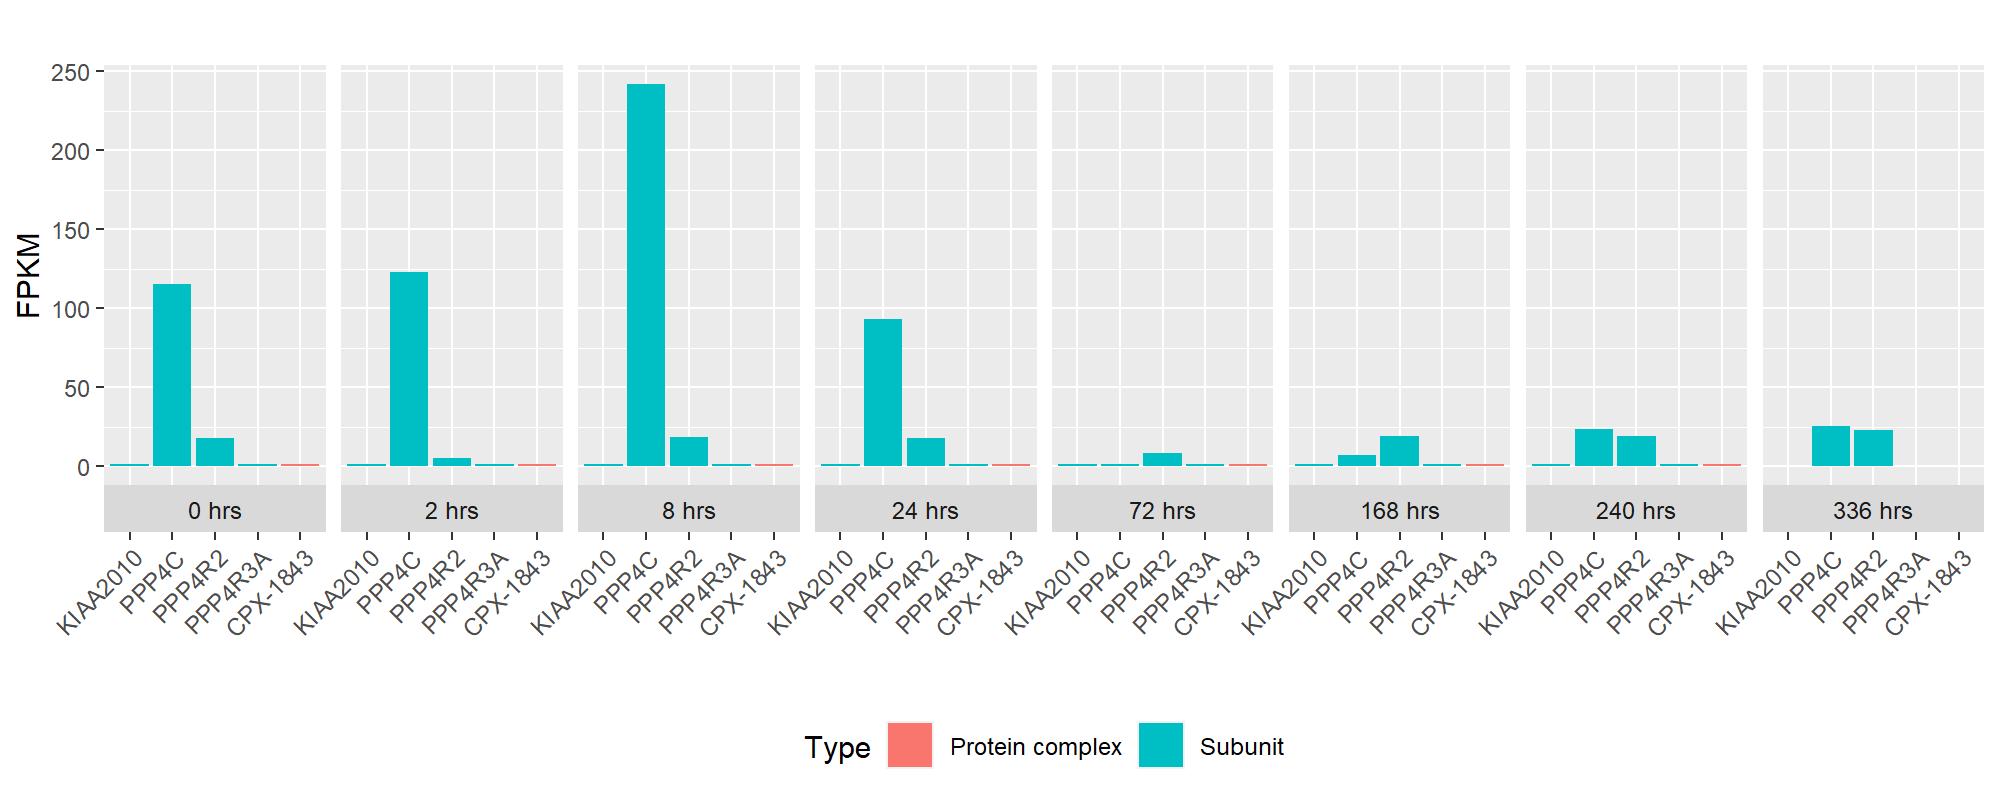 FPKM
250
200
150
100
50
0
0 hrs 2 hrs 8 hrs 24 hrs 72 hrs 168 hrs 240 hrs 336 hrs
KIAA2010 PPP4C PPP4R2 PPP4R3A CPX-1843 KIAA2010 PPP4C PPP4R2 PPP4R3A CPX-1843 KIAA2010 PPP4C PPP4R2 PPP4R3A CPX-1843 KIAA2010 PPP4C PPP4R2 PPP4R3A CPX-1843 KIAA2010 PPP4C PPP4R2 PPP4R3A CPX-1843 KIAA2010 PPP4C PPP4R2 PPP4R3A CPX-1843 KIAA2010 PPP4C PPP4R2 PPP4R3A CPX-1843 KIAA2010 PPP4C PPP4R2 PPP4R3A CPX-1843
Type Protein complex Subunit